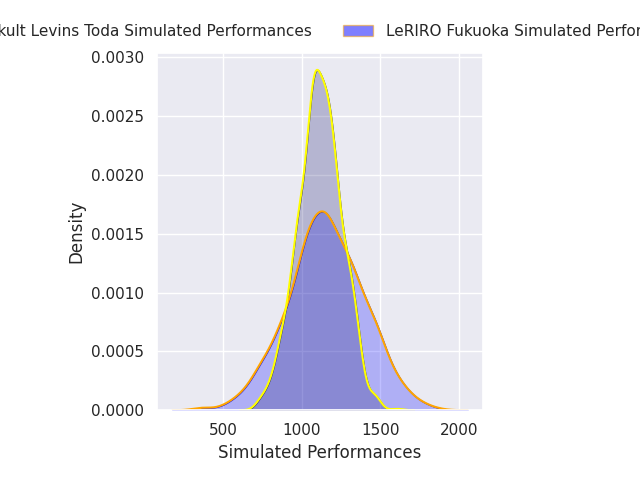 kult Levins Toda Simulated Performances
LeRIRO Fukuoka Simulated Perfor
0.0030
0.0025
0.0020
0.0015
0.0010
0.0005
0.0000
Density
500
1000
1500
2000
Simulated Performances